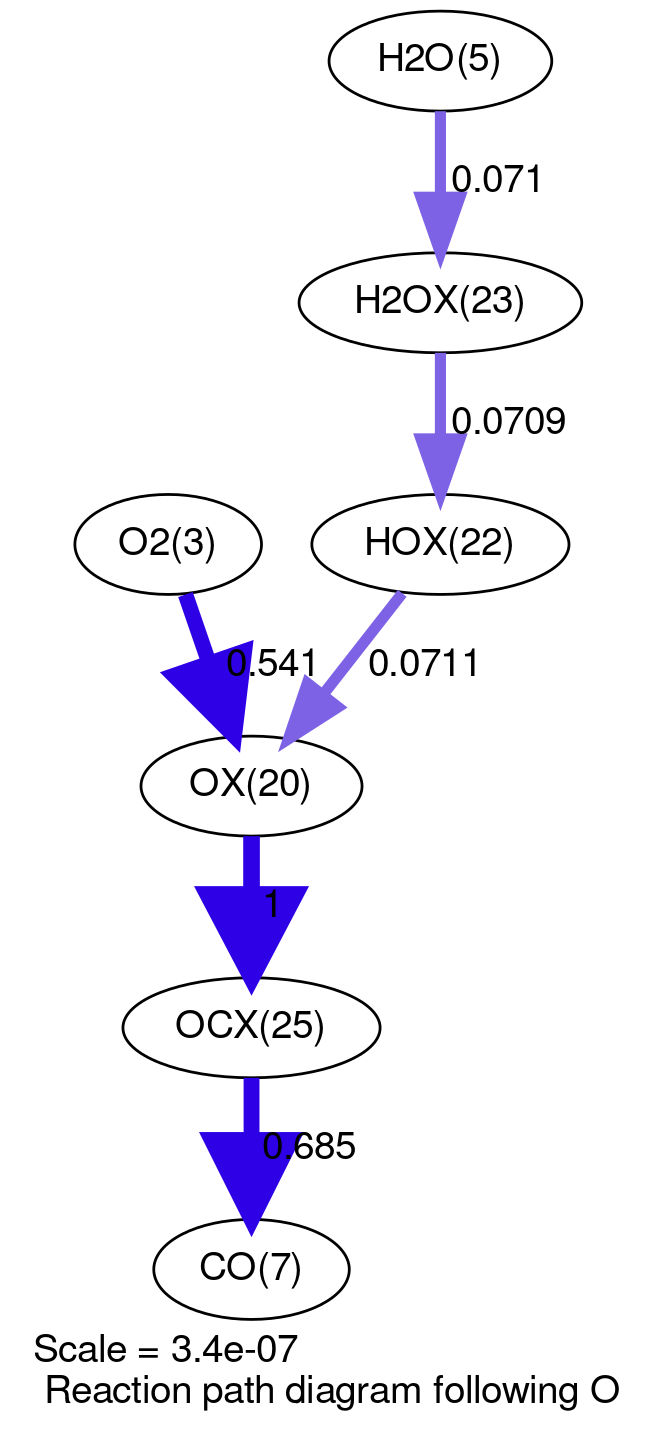 H2O(5)
0.071
H2OX(23)
0.0709
O2(3)
HOX(22)
0.541
0.0711
OX(20)
1
OCX(25)
0.685
CO(7)
Scale = 3.4e-07
Reaction path diagram following O